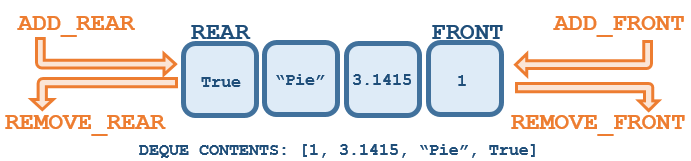 ADD_REAR
ADD_FRONT
REAR
FRONT
True
“Pie”
3.1415
1
REMOVE_REAR
REMOVE_FRONT
DEQUE CONTENTS: [1, 3.1415, “Pie”, True]